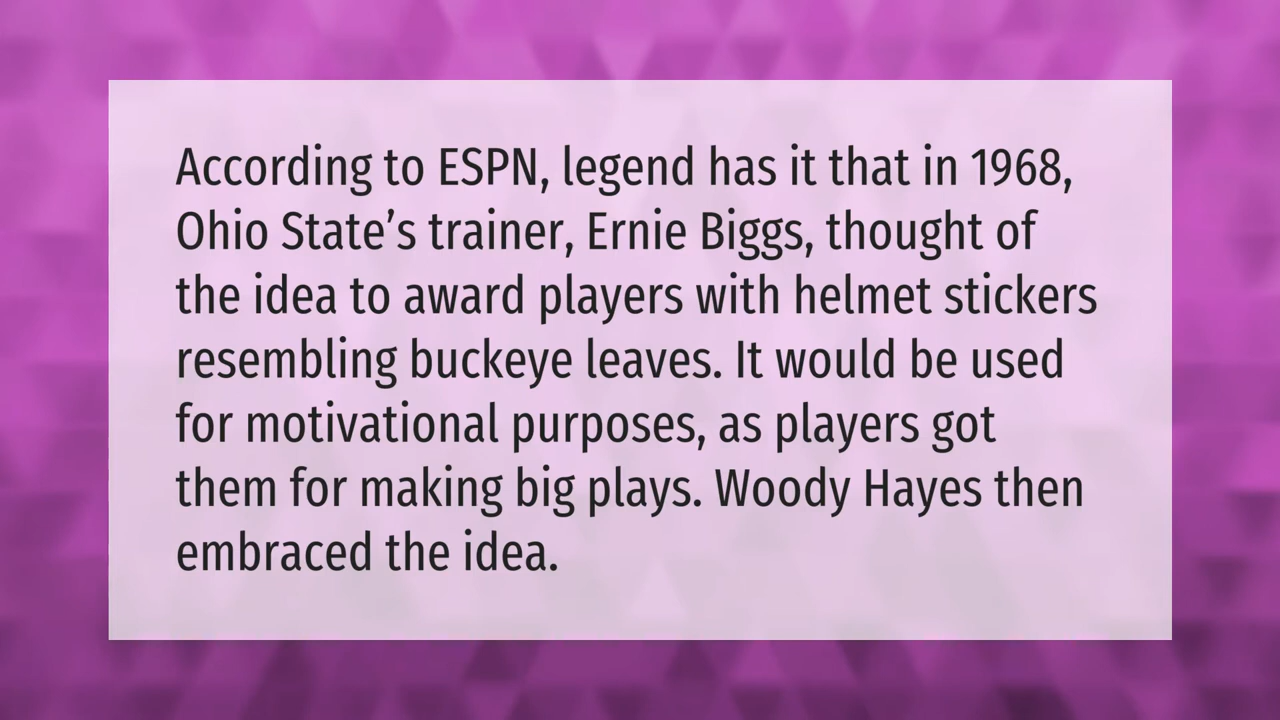 According to ESPN, legend has it that in 1968,
Ohio State’s trainer, Ernie Biggs, thought of
the idea to award players with helmet stickers
resembling buckeye leaves. It would be used
for motivational purposes, as players got
them for making big plays. Woody Hayes then
embraced the idea.